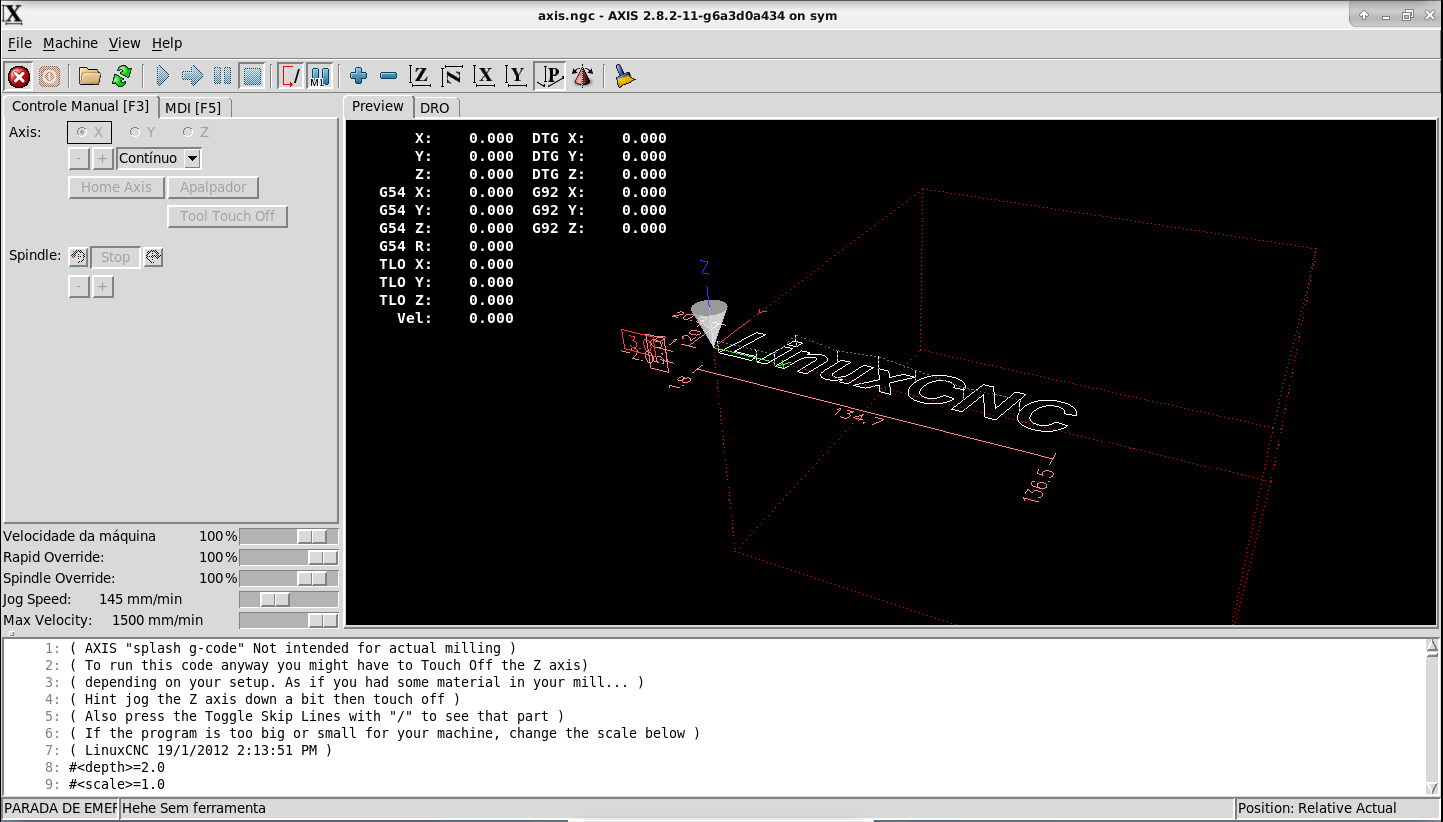 axis.ngc - AXIS 2.8.2-11-g6a3d0a434 on sym
File Machine View Help
Z N X Y P
M1
Controle Manual [F3] MDI [F5]
Preview DRO
Axis: X Y Z
- + Contínuo
Home Axis Apalpador
Tool Touch Off
Spindle: Stop
- +
Velocidade da máquina 100%
Rapid Override: 100%
Spindle Override: 100%
Jog Speed: 145 mm/min
Max Velocity: 1500 mm/min
X: 0.000 DTG X: 0.000
Y: 0.000 DTG Y: 0.000
Z: 0.000 DTG Z: 0.000
G54 X: 0.000 G92 X: 0.000
G54 Y: 0.000 G92 Y: 0.000
G54 Z: 0.000 G92 Z: 0.000
G54 R: 0.000
TLO X: 0.000
TLO Y: 0.000
TLO Z: 0.000
Vel: 0.000
Z
LinuxCNC
1.8
134.7
136.5
1: ( AXIS "splash g-code" Not intended for actual milling )
2: ( To run this code anyway you might have to Touch Off the Z axis)
3: ( depending on your setup. As if you had some material in your mill... )
4: ( Hint jog the Z axis down a bit then touch off )
5: ( Also press the Toggle Skip Lines with "/" to see that part )
6: ( If the program is too big or small for your machine, change the scale below )
7: ( LinuxCNC 19/1/2012 2:13:51 PM )
8: #<depth>=2.0
9: #<scale>=1.0
PARADA DE EMER Hehe Sem ferramenta Position: Relative Actual